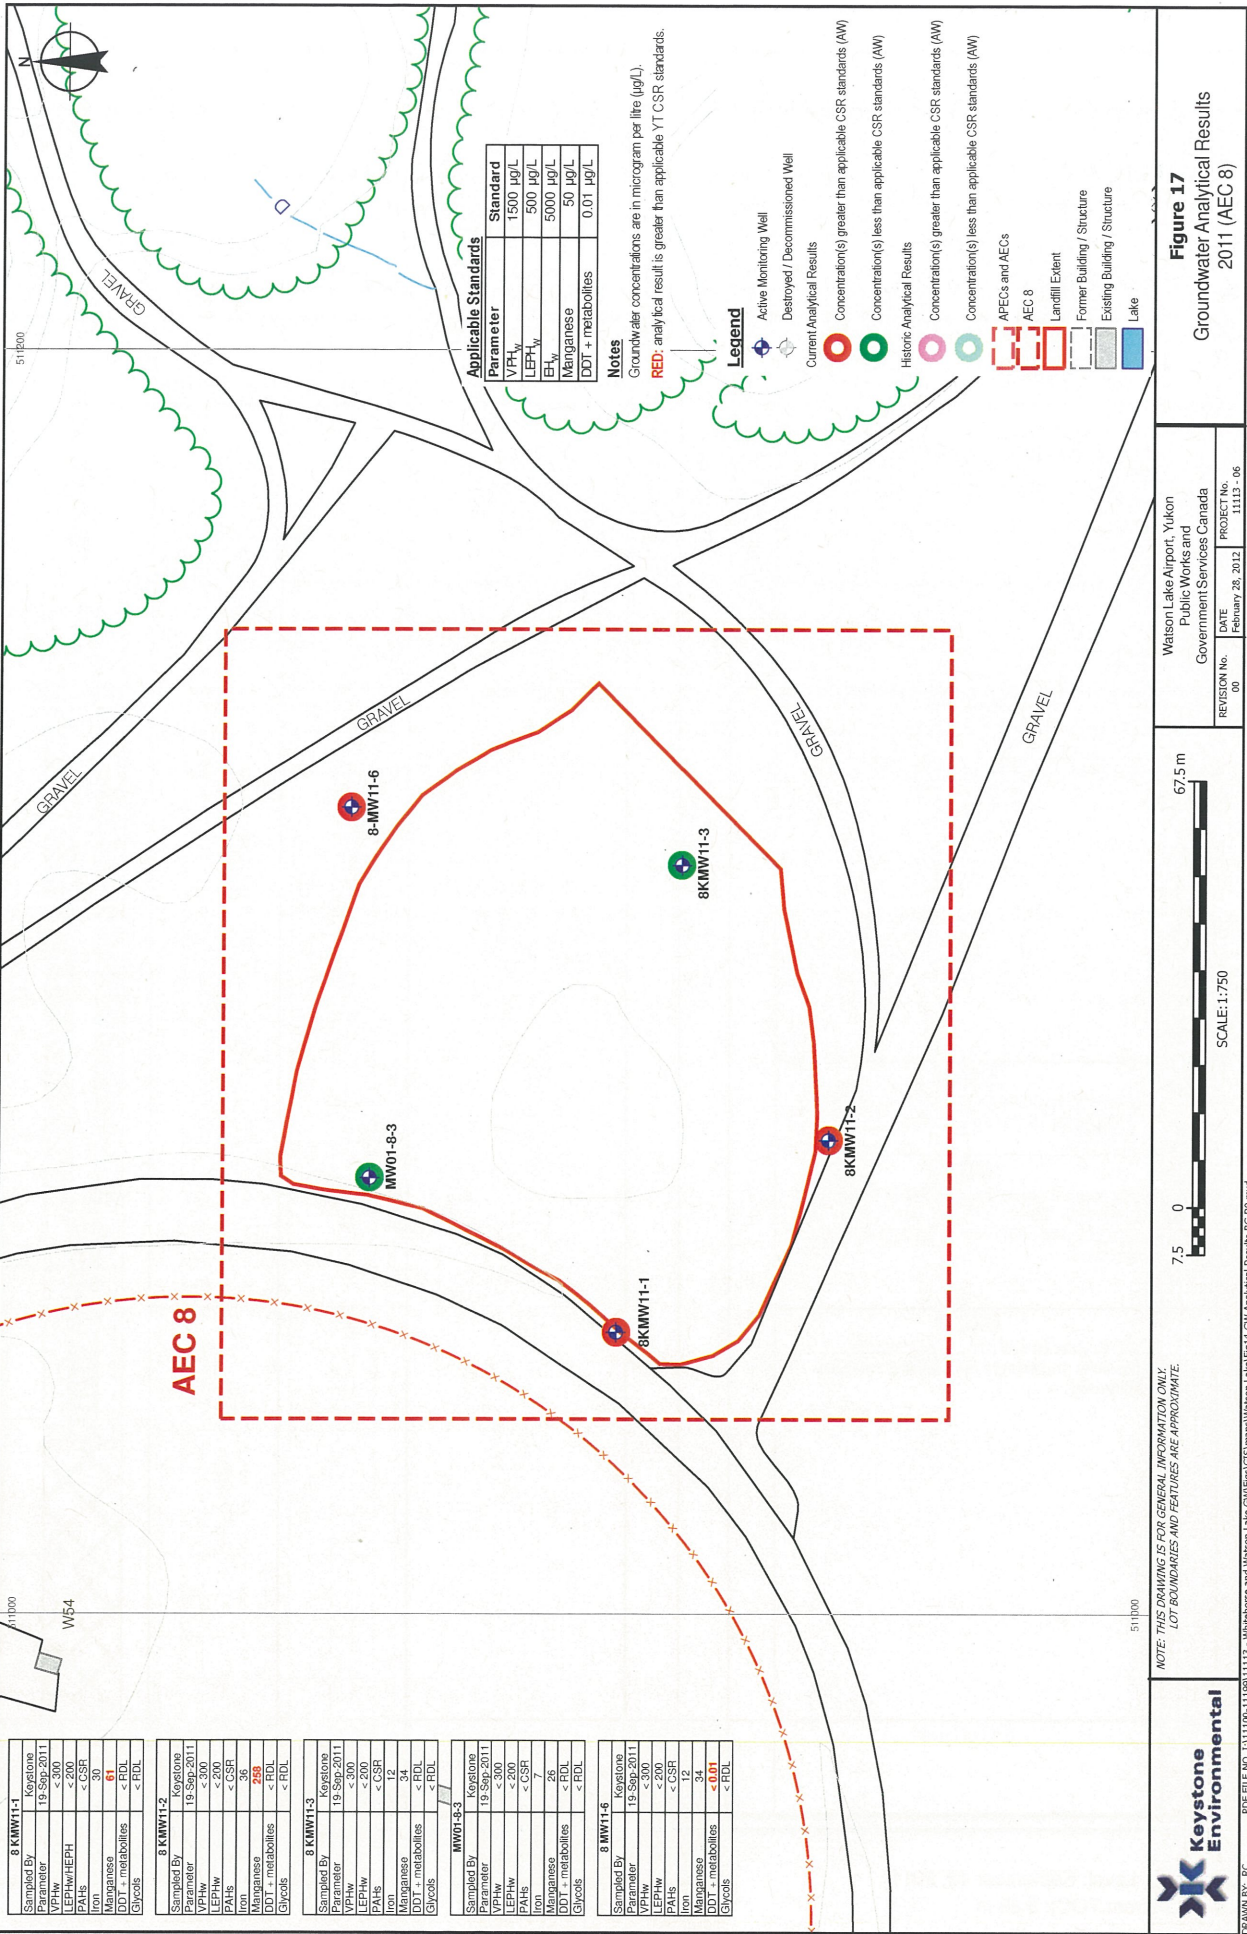 8 KMW11-1
Sampled By Keystone
Parameter 19-Sep-2011
VPHw < 300
LEPHw/HEPH < 200
PAHs < CSR
Iron 30
Manganese 61
DDT + metabolites < RDL
Glycols < RDL
8 KMW11-2
Sampled By Keystone
Parameter 19-Sep-2011
VPHw < 300
LEPHw < 200
PAHs < CSR
Iron 36
Manganese 258
DDT + metabolites < RDL
Glycols < RDL
8 KMW11-3
Sampled By Keystone
Parameter 19-Sep-2011
VPHw < 300
LEPHw < 200
PAHs < CSR
Iron 12
Manganese 34
DDT + metabolites < RDL
Glycols < RDL
MW01-8-3
Sampled By Keystone
Parameter 19-Sep-2011
VPHw < 300
LEPHw < 200
PAHs < CSR
Iron 7
Manganese 26
DDT + metabolites < RDL
Glycols < RDL
8 MW11-6
Sampled By Keystone
Parameter 19-Sep-2011
VPHw < 300
LEPHw < 200
PAHs < CSR
Iron 12
Manganese 34
DDT + metabolites < 0.01
Glycols < RDL
W54
511000
511200
511000
N
AEC 8
GRAVEL
GRAVEL
GRAVEL
GRAVEL
GRAVEL
MW01-8-3
8-MW11-6
8KMW11-1
8KMW11-3
8KMW11-2
Applicable Standards
Parameter Standard
VPHw 1500 µg/L
LEPHw 500 µg/L
EHw 5000 µg/L
Manganese 50 µg/L
DDT + metabolites 0.01 µg/L
Notes
Groundwater concentrations are in microgram per litre (µg/L).
RED: analytical result is greater than applicable YT CSR standards.
Legend
Active Monitoring Well
Destroyed / Decommissioned Well
Current Analytical Results
Concentration(s) greater than applicable CSR standards (AW)
Concentration(s) less than applicable CSR standards (AW)
Historic Analytical Results
Concentration(s) greater than applicable CSR standards (AW)
Concentration(s) less than applicable CSR standards (AW)
APECs and AECs
AEC 8
Landfill Extent
Former Building / Structure
Existing Building / Structure
Lake
Keystone
Environmental
NOTE: THIS DRAWING IS FOR GENERAL INFORMATION ONLY.
LOT BOUNDARIES AND FEATURES ARE APPROXIMATE.
7.5 0 67.5 m
SCALE: 1:750
Watson Lake Airport, Yukon
Public Works and
Government Services Canada
REVISION No. 00
DATE February 28, 2012
PROJECT No. 11113 - 06
Figure 17
Groundwater Analytical Results
2011 (AEC 8)
DRAWN BY: RC